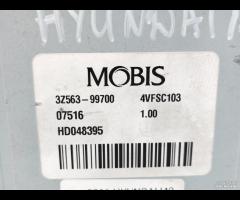 HYUNDAI
MOBIS
3Z563-99700 4VFSC103
07516 1.00
HD048395